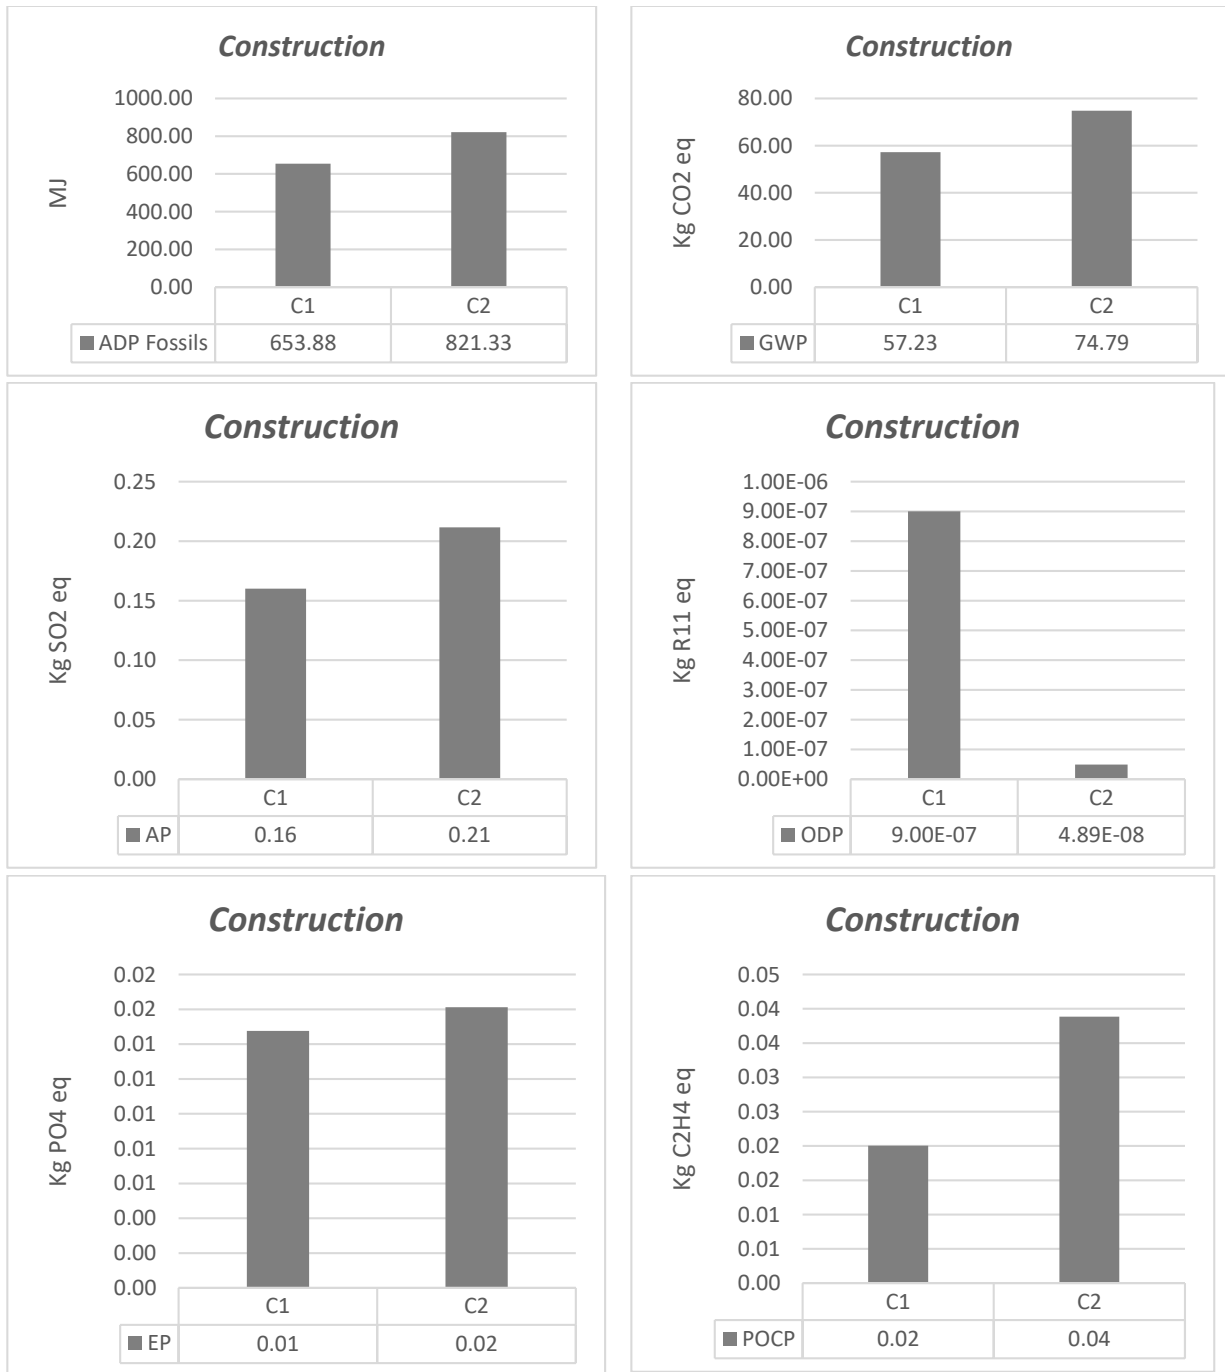 Construction
MJ
1000.00
800.00
600.00
400.00
200.00
0.00
C1 C2
ADP Fossils 653.88 821.33
Construction
Kg CO2 eq
80.00
60.00
40.00
20.00
0.00
C1 C2
GWP 57.23 74.79
Construction
Kg SO2 eq
0.25
0.20
0.15
0.10
0.05
0.00
C1 C2
AP 0.16 0.21
Construction
Kg R11 eq
1.00E-06
9.00E-07
8.00E-07
7.00E-07
6.00E-07
5.00E-07
4.00E-07
3.00E-07
2.00E-07
1.00E-07
0.00E+00
C1 C2
ODP 9.00E-07 4.89E-08
Construction
Kg PO4 eq
0.02
0.02
0.01
0.01
0.01
0.01
0.01
0.00
0.00
0.00
C1 C2
EP 0.01 0.02
Construction
Kg C2H4 eq
0.05
0.04
0.04
0.03
0.03
0.02
0.02
0.01
0.01
0.00
C1 C2
POCP 0.02 0.04